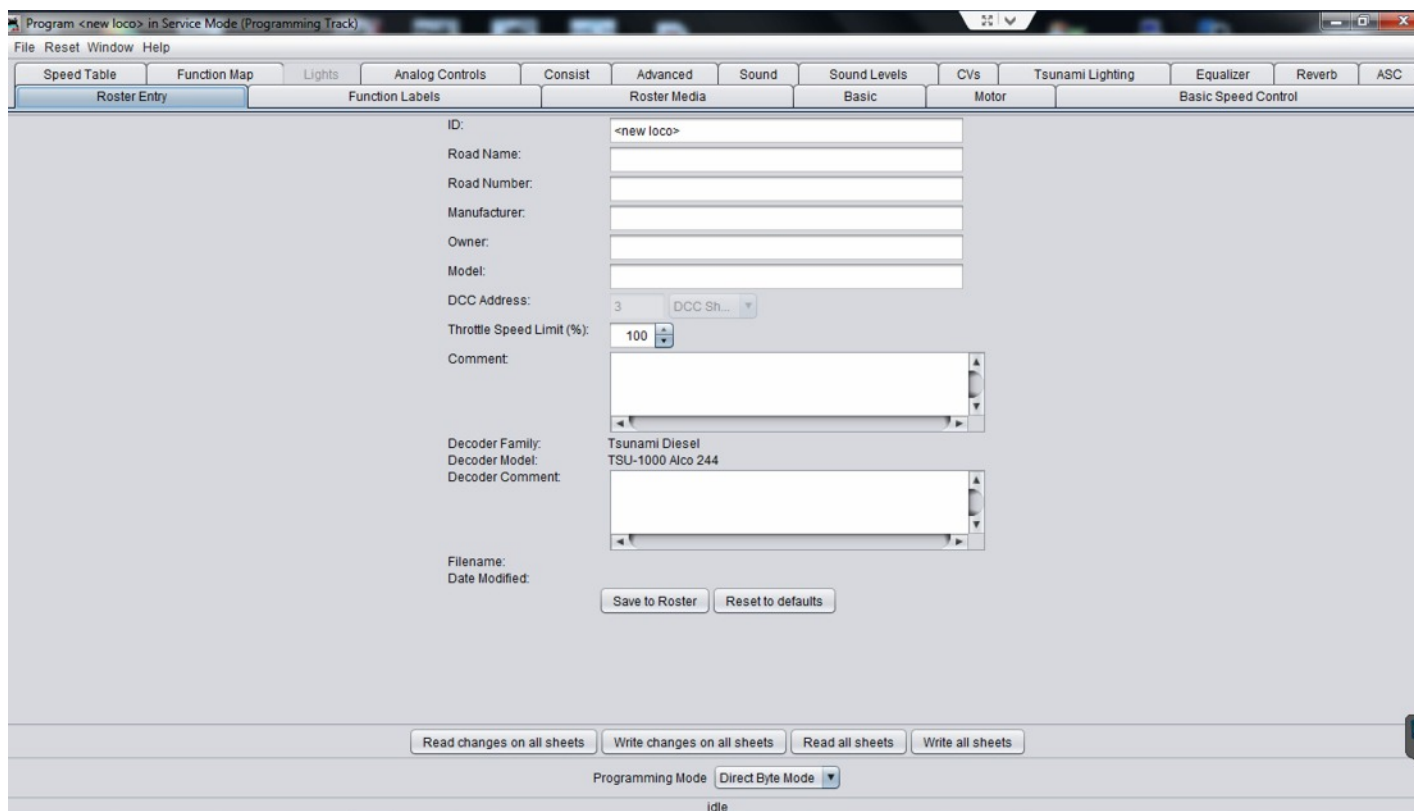 Program <new loco> in Service Mode (Programming Track)
File Reset Window Help
Speed Table Function Map Lights Analog Controls Consist Advanced Sound Sound Levels CVs Tsunami Lighting Equalizer Reverb ASC
Roster Entry Function Labels Roster Media Basic Motor Basic Speed Control
ID: <new loco>
Road Name:
Road Number:
Manufacturer:
Owner:
Model:
DCC Address: 3 DCC Sh...
Throttle Speed Limit (%): 100
Comment:
Decoder Family: Tsunami Diesel
Decoder Model: TSU-1000 Alco 244
Decoder Comment:
Filename:
Date Modified:
Save to Roster Reset to defaults
Read changes on all sheets Write changes on all sheets Read all sheets Write all sheets
Programming Mode Direct Byte Mode
idle